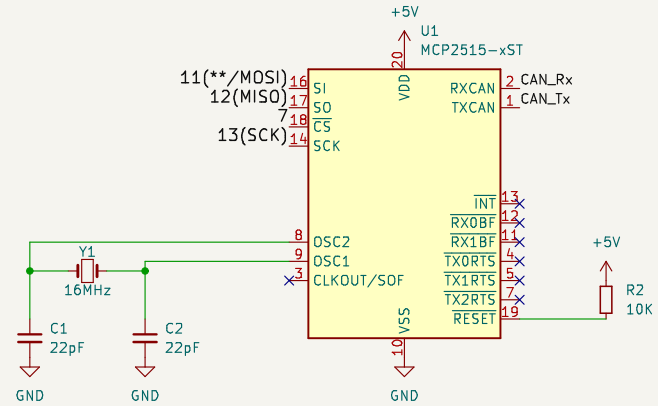 +5V
U1
MCP2515-xST
20
VDD
11(**/MOSI)
16
SI
12(MISO)
17
SO
7
18
CS
13(SCK)
14
SCK
RXCAN
2
CAN_Rx
TXCAN
1
CAN_Tx
INT
13
RX0BF
12
8
OSC2
RX1BF
11
+5V
Y1
9
OSC1
TX0RTS
4
16MHz
3
CLKOUT/SOF
TX1RTS
5
TX2RTS
7
R2
10K
RESET
19
VSS
10
C1
22pF
C2
22pF
GND
GND
GND